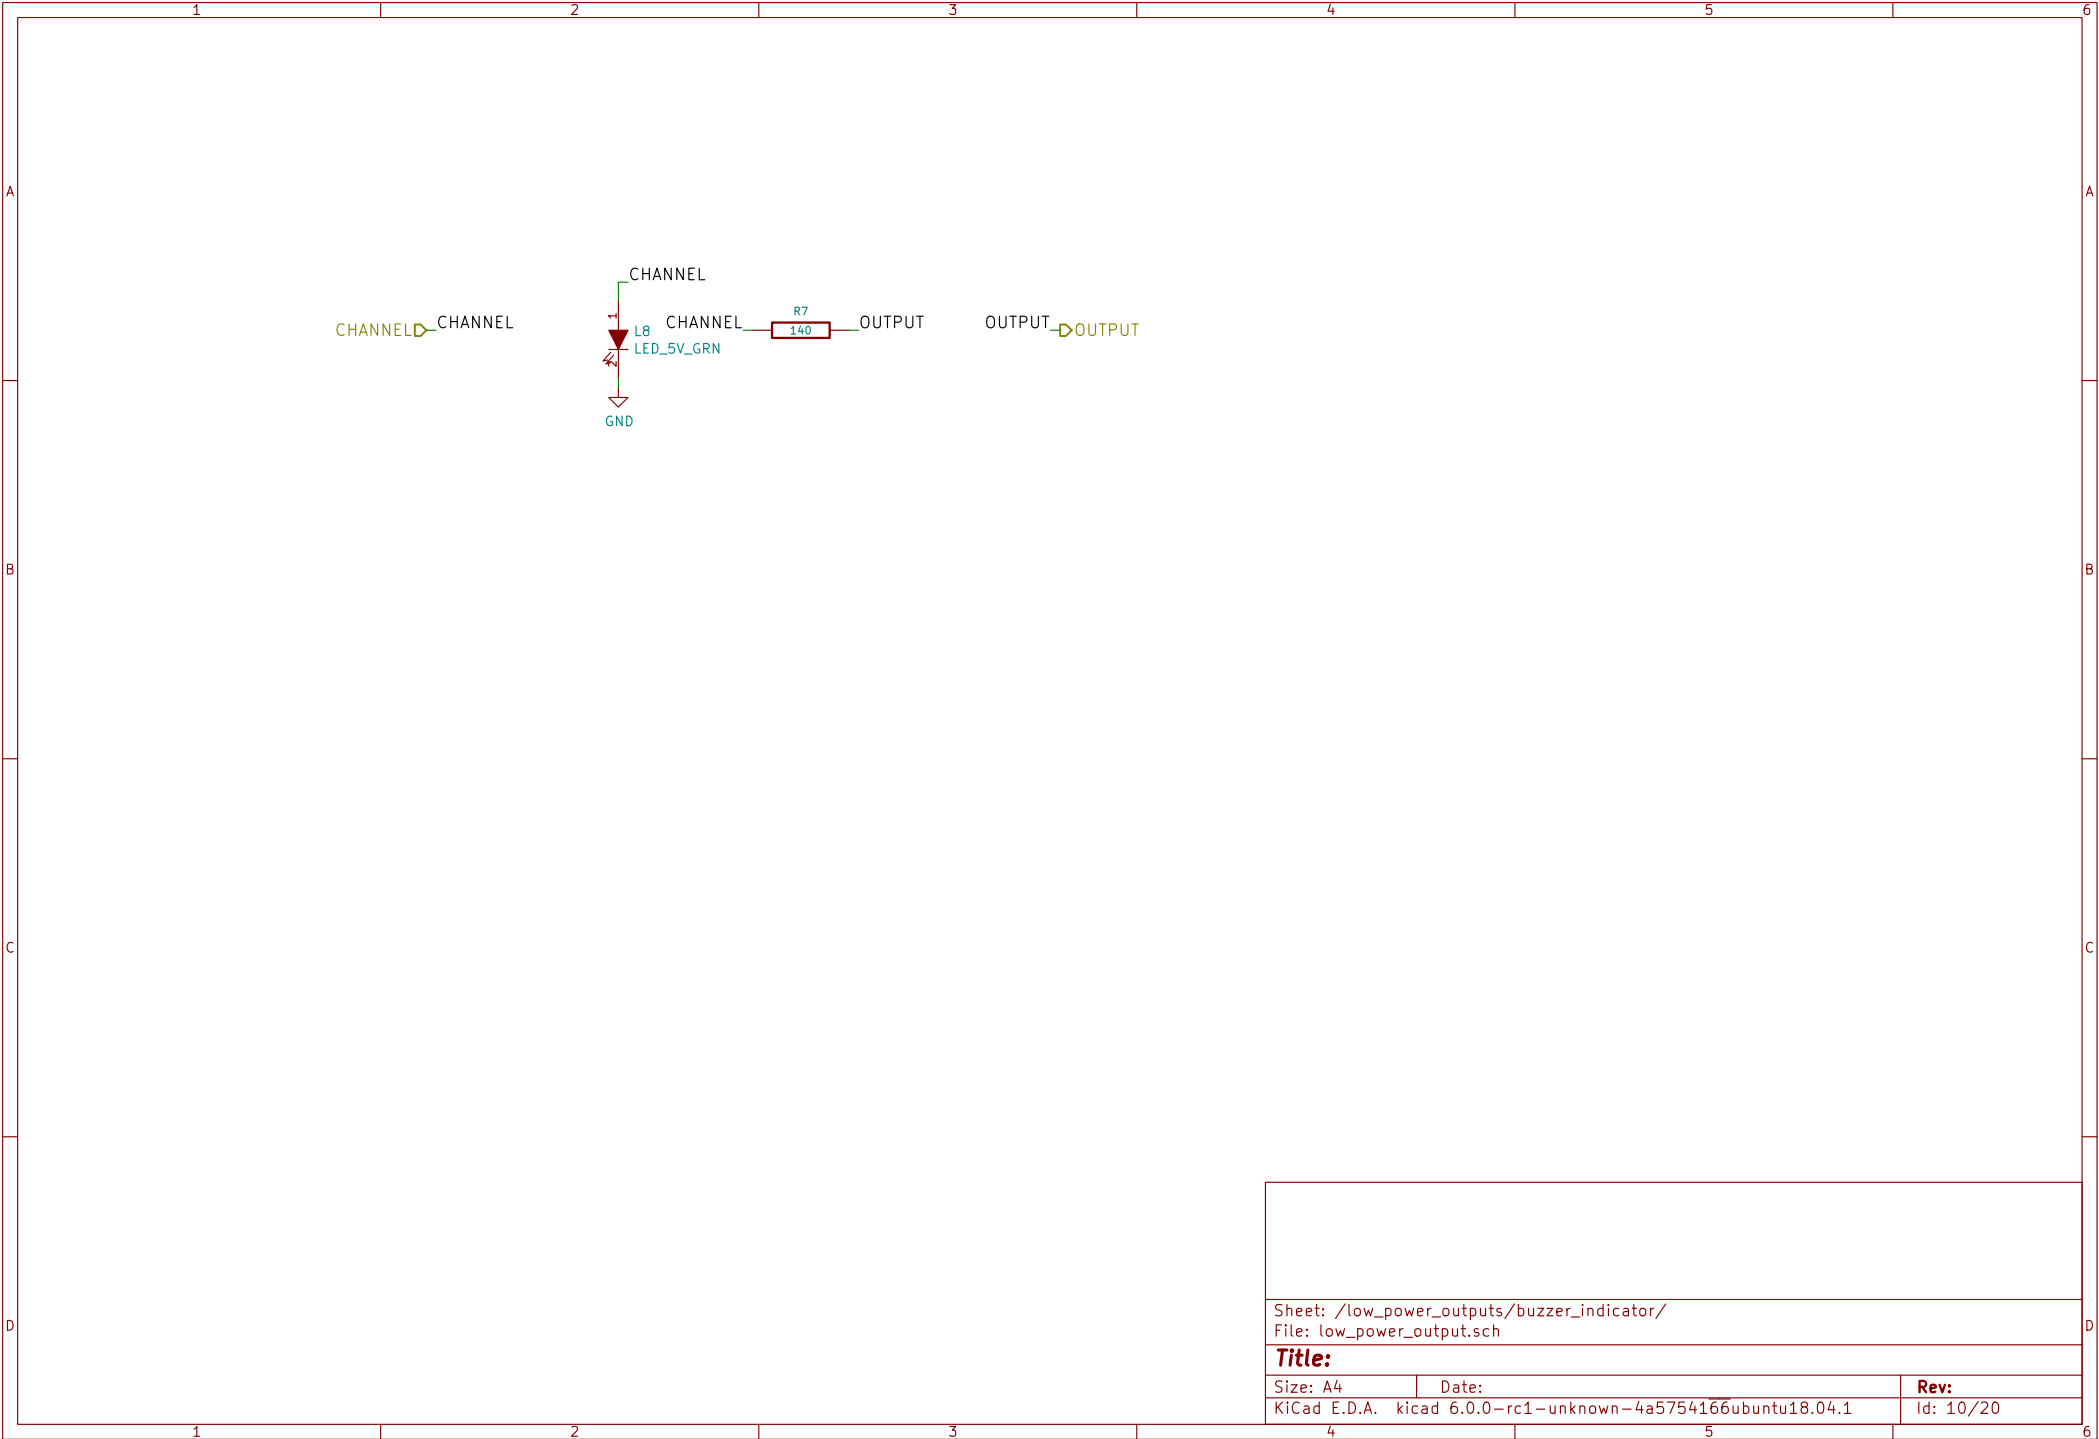 1 2 3 4 5 6
A A
CHANNEL
CHANNEL CHANNEL
1
L8
LED_5V_GRN
2
GND
CHANNEL R7 OUTPUT
140
OUTPUT OUTPUT
B B
C C
D D
Sheet: /low_power_outputs/buzzer_indicator/
File: low_power_output.sch
Title:
Size: A4 Date: Rev:
KiCad E.D.A. kicad 6.0.0-rc1-unknown-4a5754166ubuntu18.04.1 Id: 10/20
1 2 3 4 5 6